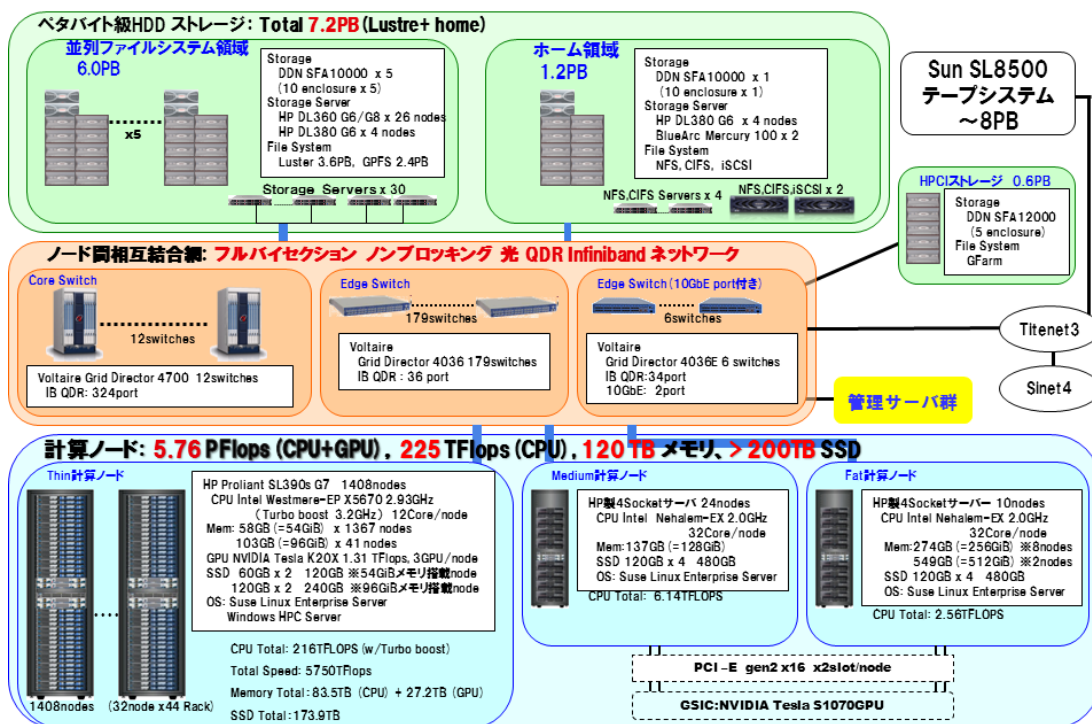 ペタバイト級HDD ストレージ: Total 7.2PB(Lustre+ home)
並列ファイルシステム領域
6.0PB
x5
Storage
DDN SFA10000 x 5
(10 enclosure x 5)
Storage Server
HP DL360 G6/G8 x 26 nodes
HP DL380 G6 x 4 nodes
File System
Luster 3.6PB, GPFS 2.4PB
Storage Servers x 30
ホーム領域
1.2PB
Storage
DDN SFA10000 x 1
(10 enclosure x 1)
Storage Server
HP DL380 G6 x 4 nodes
BlueArc Mercury 100 x 2
File System
NFS, CIFS, iSCSI
NFS,CIFS Servers x 4
NFS,CIFS,iSCSI x 2
Sun SL8500
テープシステム
~8PB
HPCIストレージ 0.6PB
Storage
DDN SFA12000
(5 enclosure)
File System
GFarm
ノード間相互結合網: フルバイセクション ノンブロッキング 光 QDR Infiniband ネットワーク
Core Switch
12switches
Voltaire Grid Director 4700 12switches
IB QDR: 324port
Edge Switch
179switches
Voltaire
Grid Director 4036 179switches
IB QDR : 36 port
Edge Switch(10GbE port付き)
6switches
Voltaire
Grid Director 4036E 6 switches
IB QDR:34port
10GbE: 2port
Titenet3
Sinet4
管理サーバ群
計算ノード: 5.76 PFlops (CPU+GPU), 225 TFlops (CPU), 120 TB メモリ、> 200TB SSD
Thin計算ノード
HP Proliant SL390s G7 1408nodes
CPU Intel Westmere-EP X5670 2.93GHz
(Turbo boost 3.2GHz) 12Core/node
Mem: 58GB (=54GiB) x 1367 nodes
103GB (=96GiB) x 41 nodes
GPU NVIDIA Tesla K20X 1.31 TFlops, 3GPU/node
SSD 60GB x 2 120GB ※54GiBメモリ搭載node
120GB x 2 240GB ※96GiBメモリ搭載node
OS: Suse Linux Enterprise Server
Windows HPC Server
CPU Total: 216TFLOPS (w/Turbo boost)
Total Speed: 5750TFlops
Memory Total: 83.5TB (CPU) + 27.2TB (GPU)
SSD Total:173.9TB
1408nodes (32node x44 Rack)
Medium計算ノード
HP製4Socketサーバ 24nodes
CPU Intel Nehalem-EX 2.0GHz
32Core/node
Mem:137GB (=128GiB)
SSD 120GB x 4 480GB
OS: Suse Linux Enterprise Server
CPU Total: 6.14TFLOPS
Fat計算ノード
HP製4Socketサーバー 10nodes
CPU Intel Nehalem-EX 2.0GHz
32Core/node
Mem:274GB (=256GiB) ※8nodes
549GB (=512GiB) ※2nodes
SSD 120GB x 4 480GB
OS: Suse Linux Enterprise Server
CPU Total: 2.56TFLOPS
PCI-E gen2 x16 x2slot/node
GSIC:NVIDIA Tesla S1070GPU